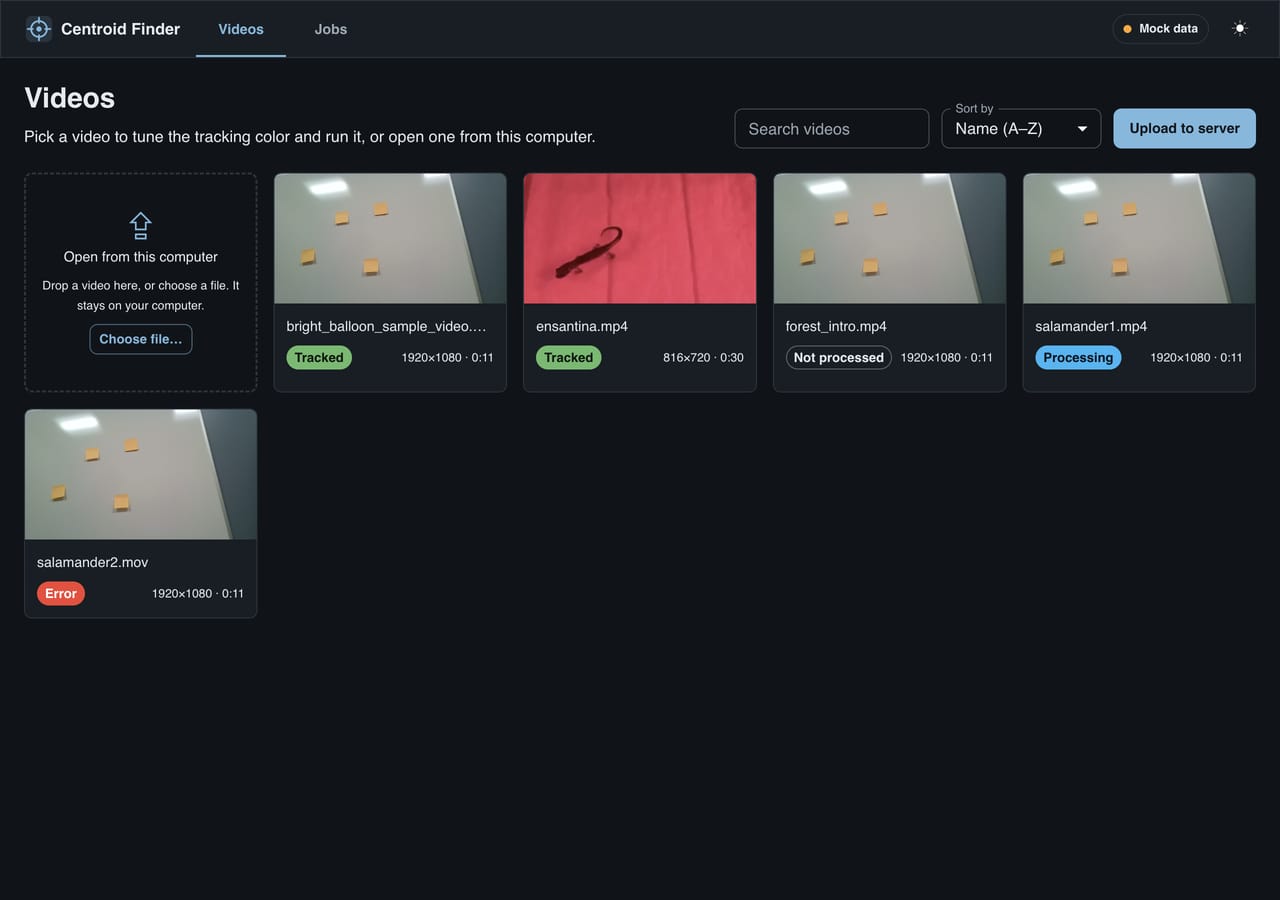 Centroid Finder
Videos
Jobs
Mock data
Videos
Pick a video to tune the tracking color and run it, or open one from this computer.
Search videos
Sort by
Name (A–Z)
Upload to server
Open from this computer
Drop a video here, or choose a file. It
stays on your computer.
Choose file…
bright_balloon_sample_video.…
Tracked
1920×1080 · 0:11
ensantina.mp4
Tracked
816×720 · 0:30
forest_intro.mp4
Not processed
1920×1080 · 0:11
salamander1.mp4
Processing
1920×1080 · 0:11
salamander2.mov
Error
1920×1080 · 0:11